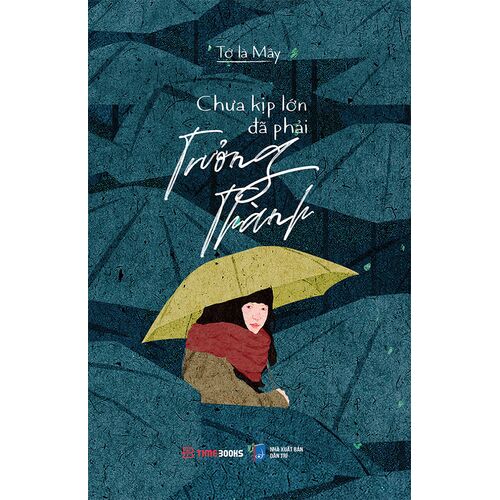 Tớ là Mây
Chưa kịp lớn
đã phải
Trưởng
Thành
TIMEBOOKS
NHÀ XUẤT BẢN
DÂN TRÍ